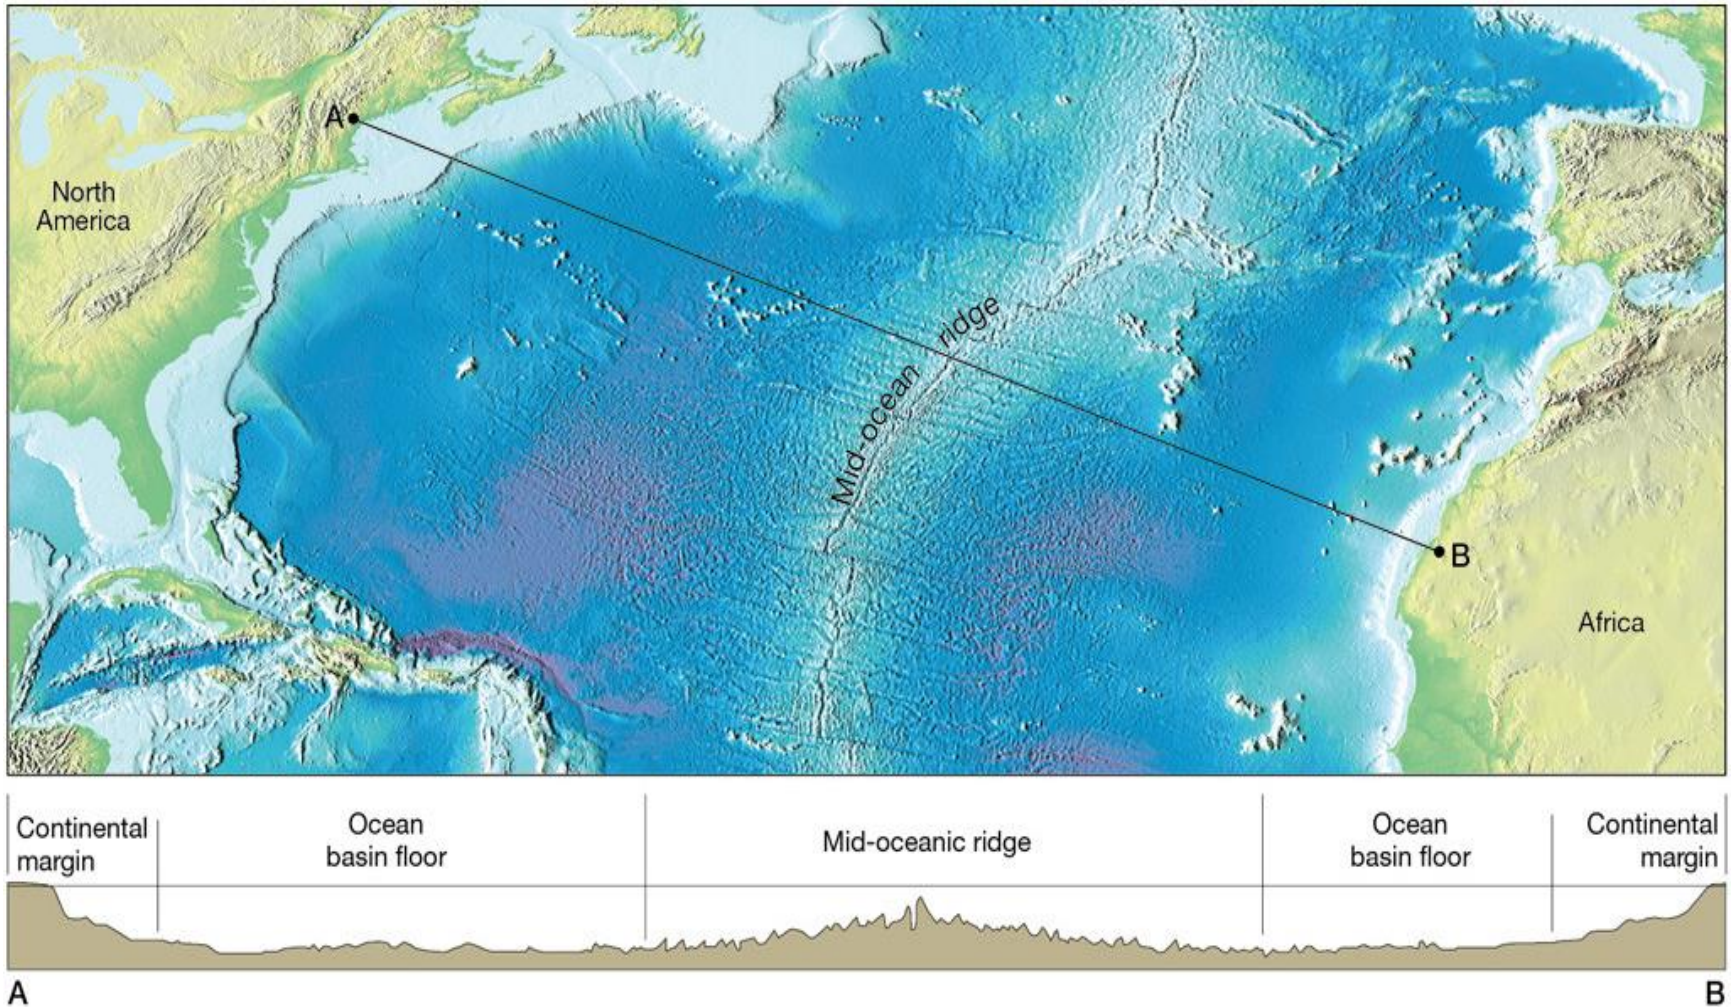 A
North
America
Mid-ocean ridge
B
Africa
Continental
margin
Ocean
basin floor
Mid-oceanic ridge
Ocean
basin floor
Continental
margin
A
B